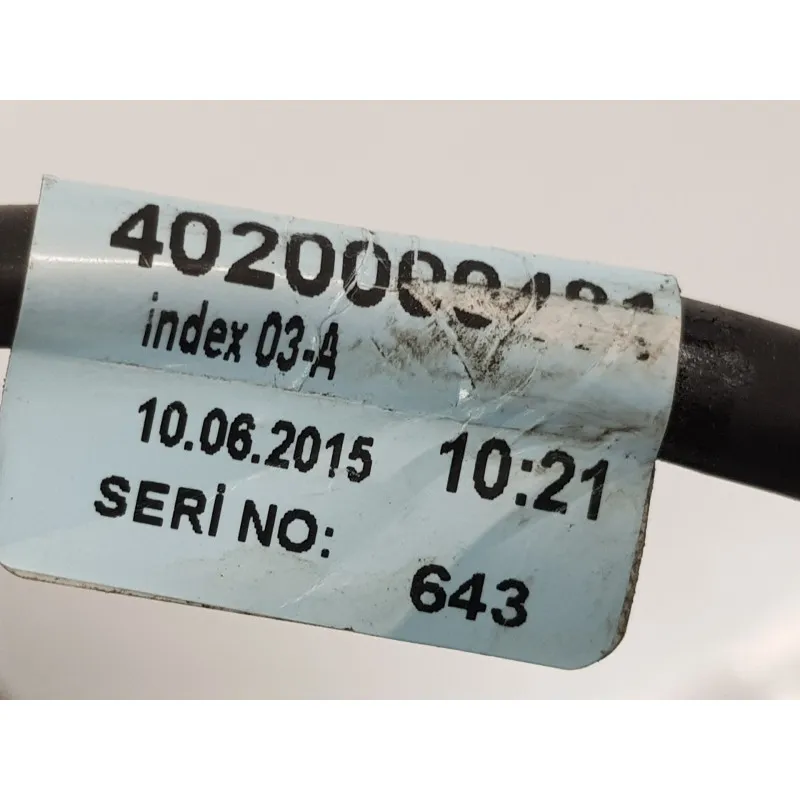 index 03-A
10.06.2015 10:21
SERİ NO:
643